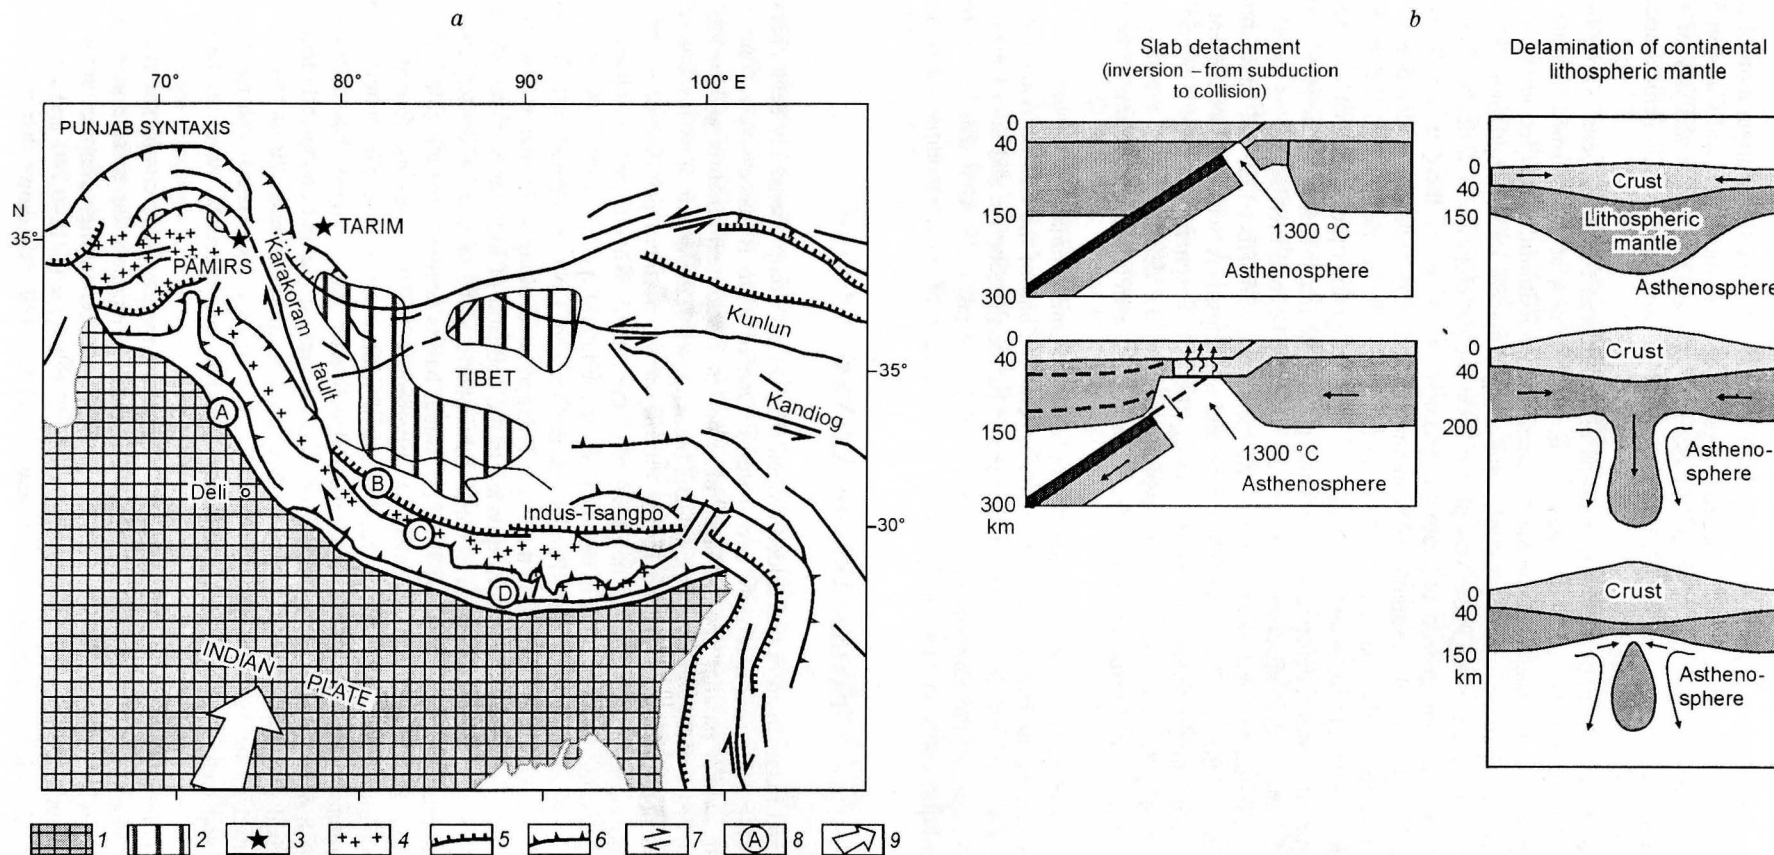 a
70°
80°
90°
100° E
PUNJAB SYNTAXIS
N
35°
TARIM
PAMIRS
Karakoram
fault
Kunlun
TIBET
35°
Kandiog
A
B
Deli
Indus-Tsangpo
30°
C
D
INDIAN
PLATE
1 2 3 4 5 6 7 A 8 9
b
Slab detachment
(inversion – from subduction
to collision)
0
40
150
1300 °C
Asthenosphere
300
0
40
150
1300 °C
Asthenosphere
300
km
Delamination of continental
lithospheric mantle
0
Crust
40
150
Lithospheric
mantle
Asthenosphere
0
Crust
40
200
Astheno-
sphere
0
Crust
40
150
km
Astheno-
sphere